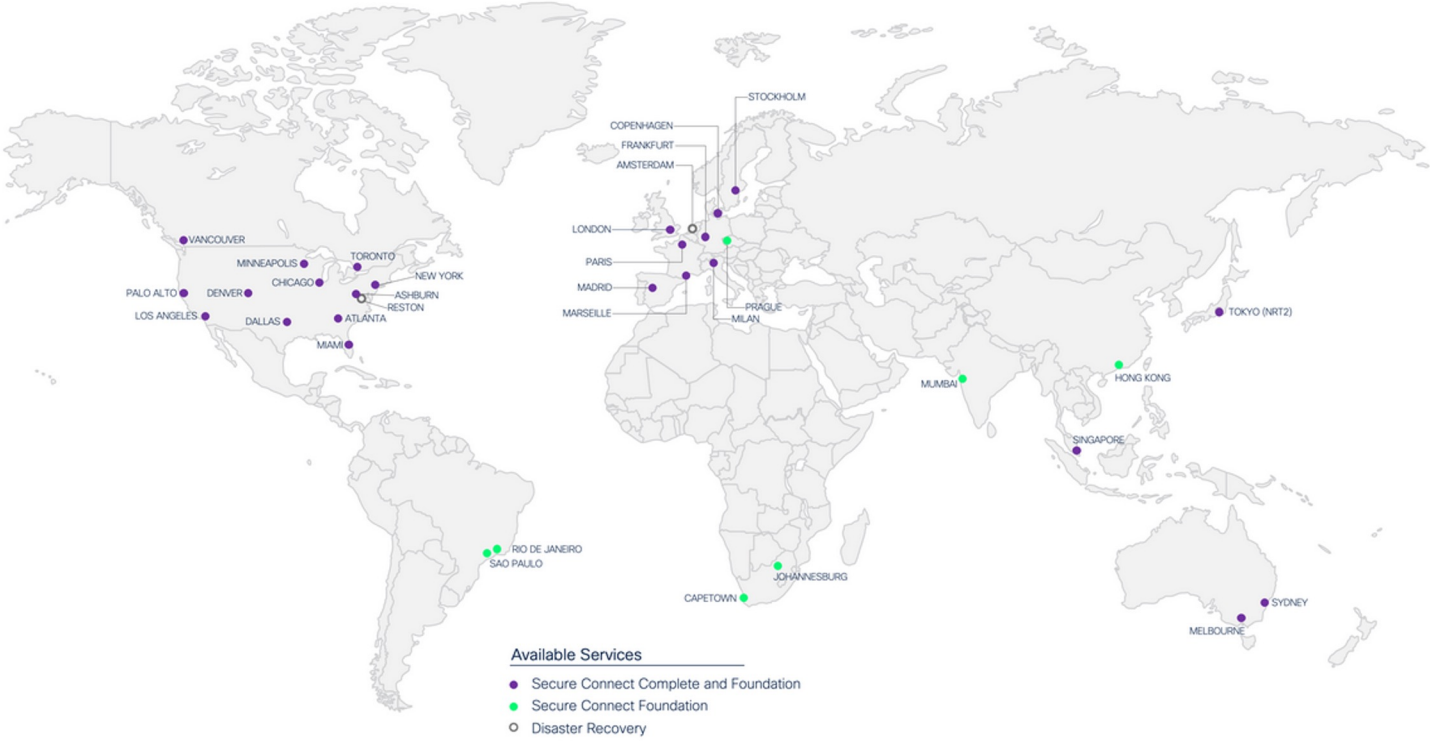 STOCKHOLM
COPENHAGEN
FRANKFURT
AMSTERDAM
LONDON
VANCOUVER
TORONTO
MINNEAPOLIS
PARIS
NEW YORK
CHICAGO
MADRID
PALO ALTO
DENVER
ASHBURN
RESTON
PRAGUE
MARSEILLE
TOKYO (NRT2)
LOS ANGELES
DALLAS
ATLANTA
MILAN
MIAMI
HONG KONG
MUMBAI
SINGAPORE
RIO DE JANEIRO
SAO PAULO
JOHANNESBURG
CAPETOWN
SYDNEY
MELBOURNE
Available Services
Secure Connect Complete and Foundation
Secure Connect Foundation
Disaster Recovery